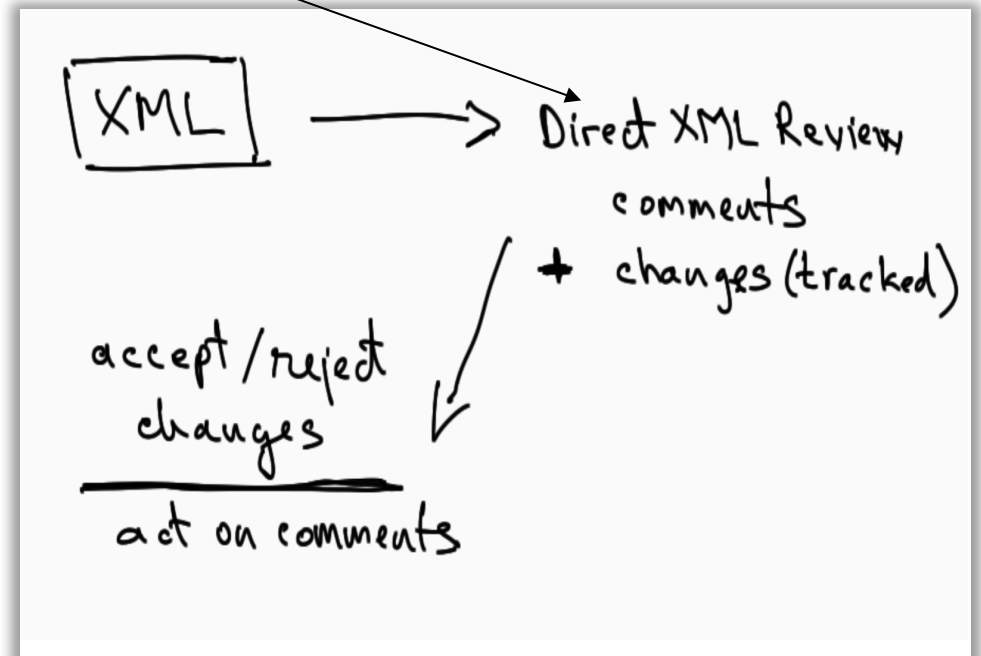 XML
Direct XML Review
comments
+ changes (tracked)
accept/reject
changes
act on comments